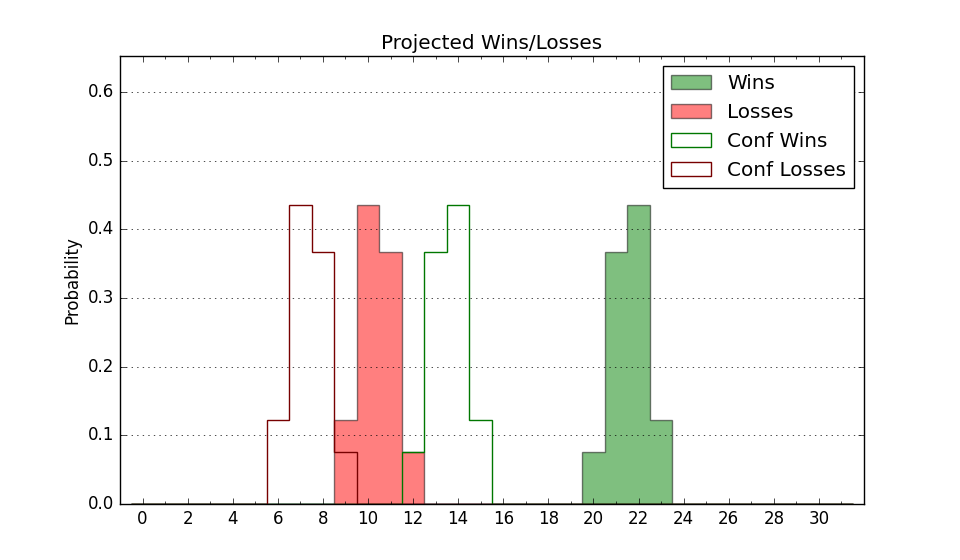 Projected Wins/Losses
Wins
Losses
Conf Wins
Conf Losses
Probability
0.6
0.5
0.4
0.3
0.2
0.1
0.0
0 2 4 6 8 10 12 14 16 18 20 22 24 26 28 30